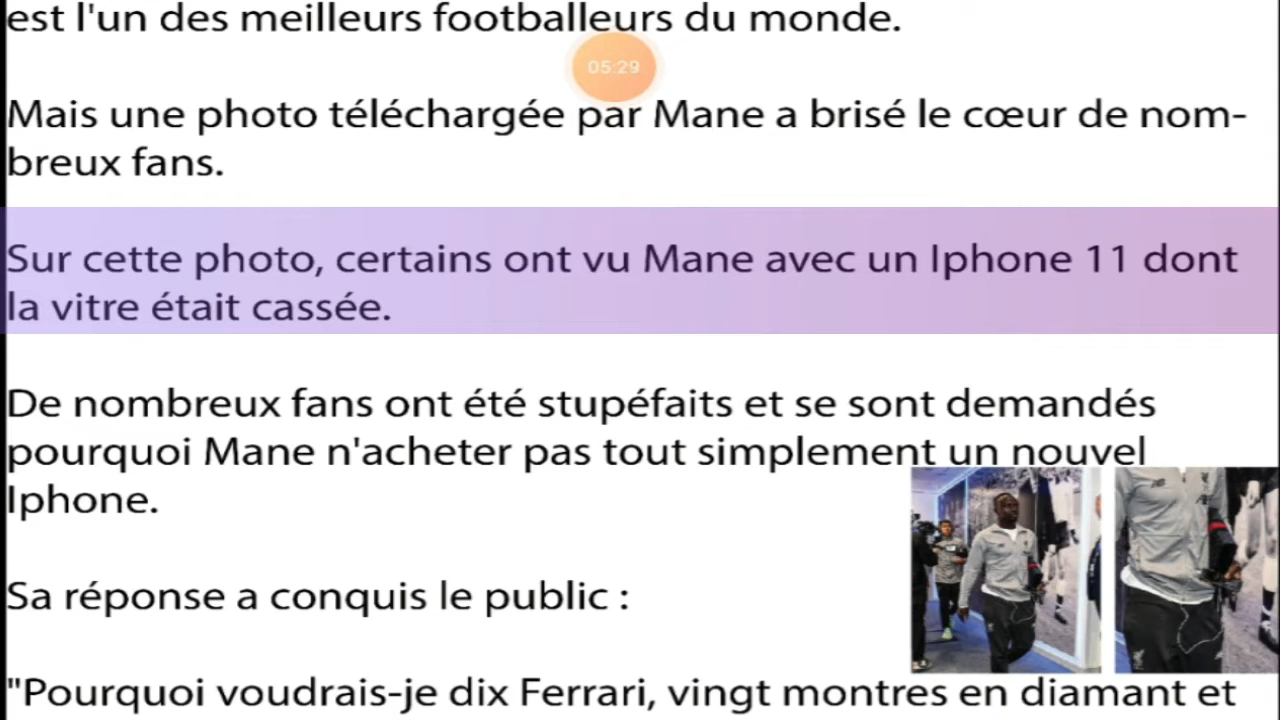 est l'un des meilleurs footballeurs du monde.
05:29
Mais une photo téléchargée par Mane a brisé le cœur de nom-
breux fans.
Sur cette photo, certains ont vu Mane avec un Iphone 11 dont
la vitre était cassée.
De nombreux fans ont été stupéfaits et se sont demandés
pourquoi Mane n'acheter pas tout simplement un nouvel
Iphone.
Sa réponse a conquis le public :
"Pourquoi voudrais-je dix Ferrari, vingt montres en diamant et